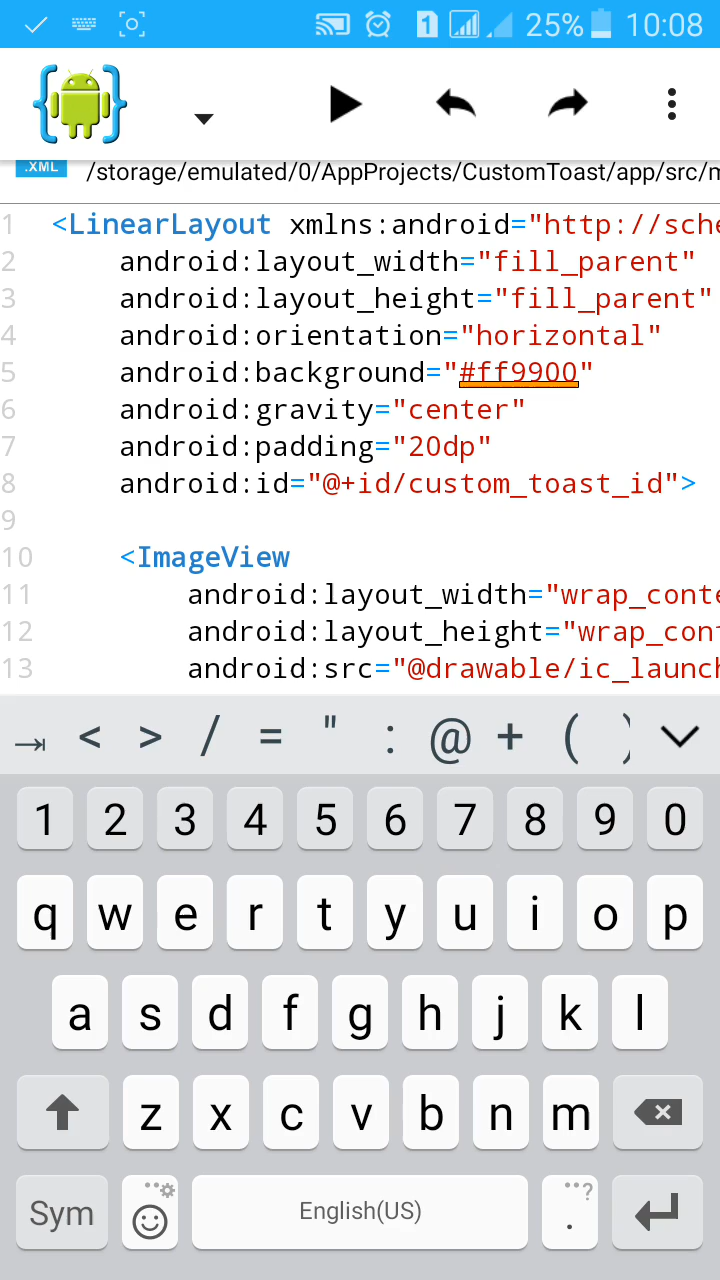 1 25% 10:08
.XML /storage/emulated/0/AppProjects/CustomToast/app/src/m
1 <LinearLayout xmlns:android="http://sche
2 android:layout_width="fill_parent"
3 android:layout_height="fill_parent"
4 android:orientation="horizontal"
5 android:background="#ff9900"
6 android:gravity="center"
7 android:padding="20dp"
8 android:id="@+id/custom_toast_id">
9
10 <ImageView
11 android:layout_width="wrap_conte
12 android:layout_height="wrap_cont
13 android:src="@drawable/ic_launch
< > / = " : @ + ( )
1 2 3 4 5 6 7 8 9 0
q w e r t y u i o p
a s d f g h j k l
z x c v b n m
Sym English(US) . ?